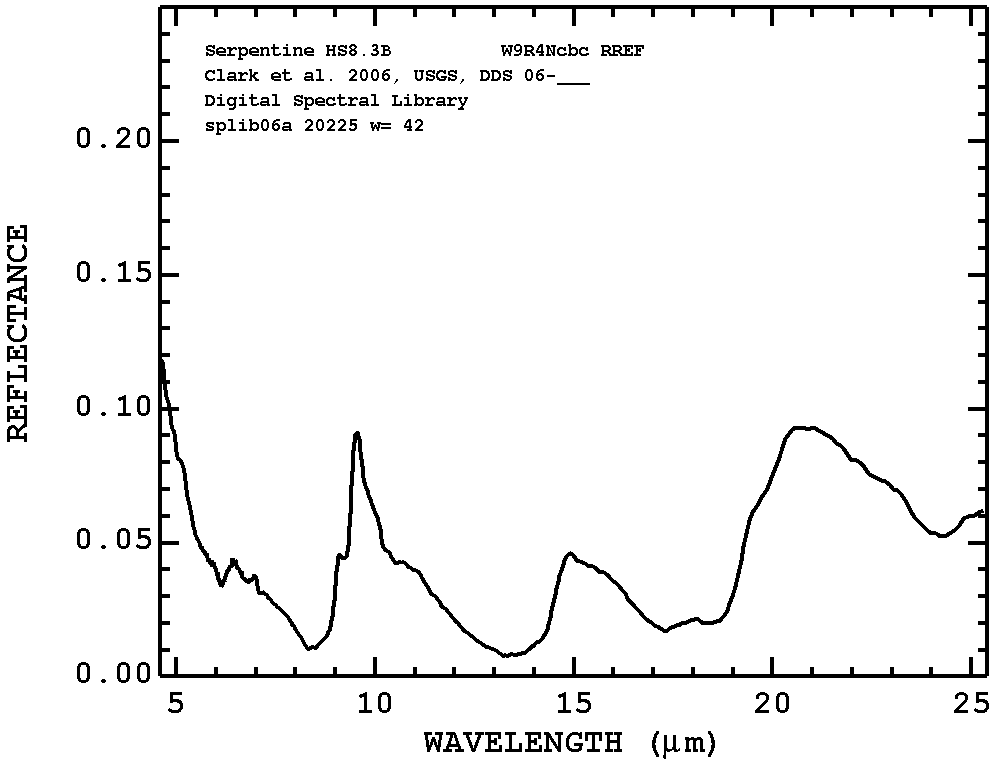 Serpentine HS8.3B W9R4Ncbc RREF
Clark et al. 2006, USGS, DDS 06-___
Digital Spectral Library
splib06a 20225 w= 42
REFLECTANCE
0.20
0.15
0.10
0.05
0.00
5 10 15 20 25
WAVELENGTH (μm)